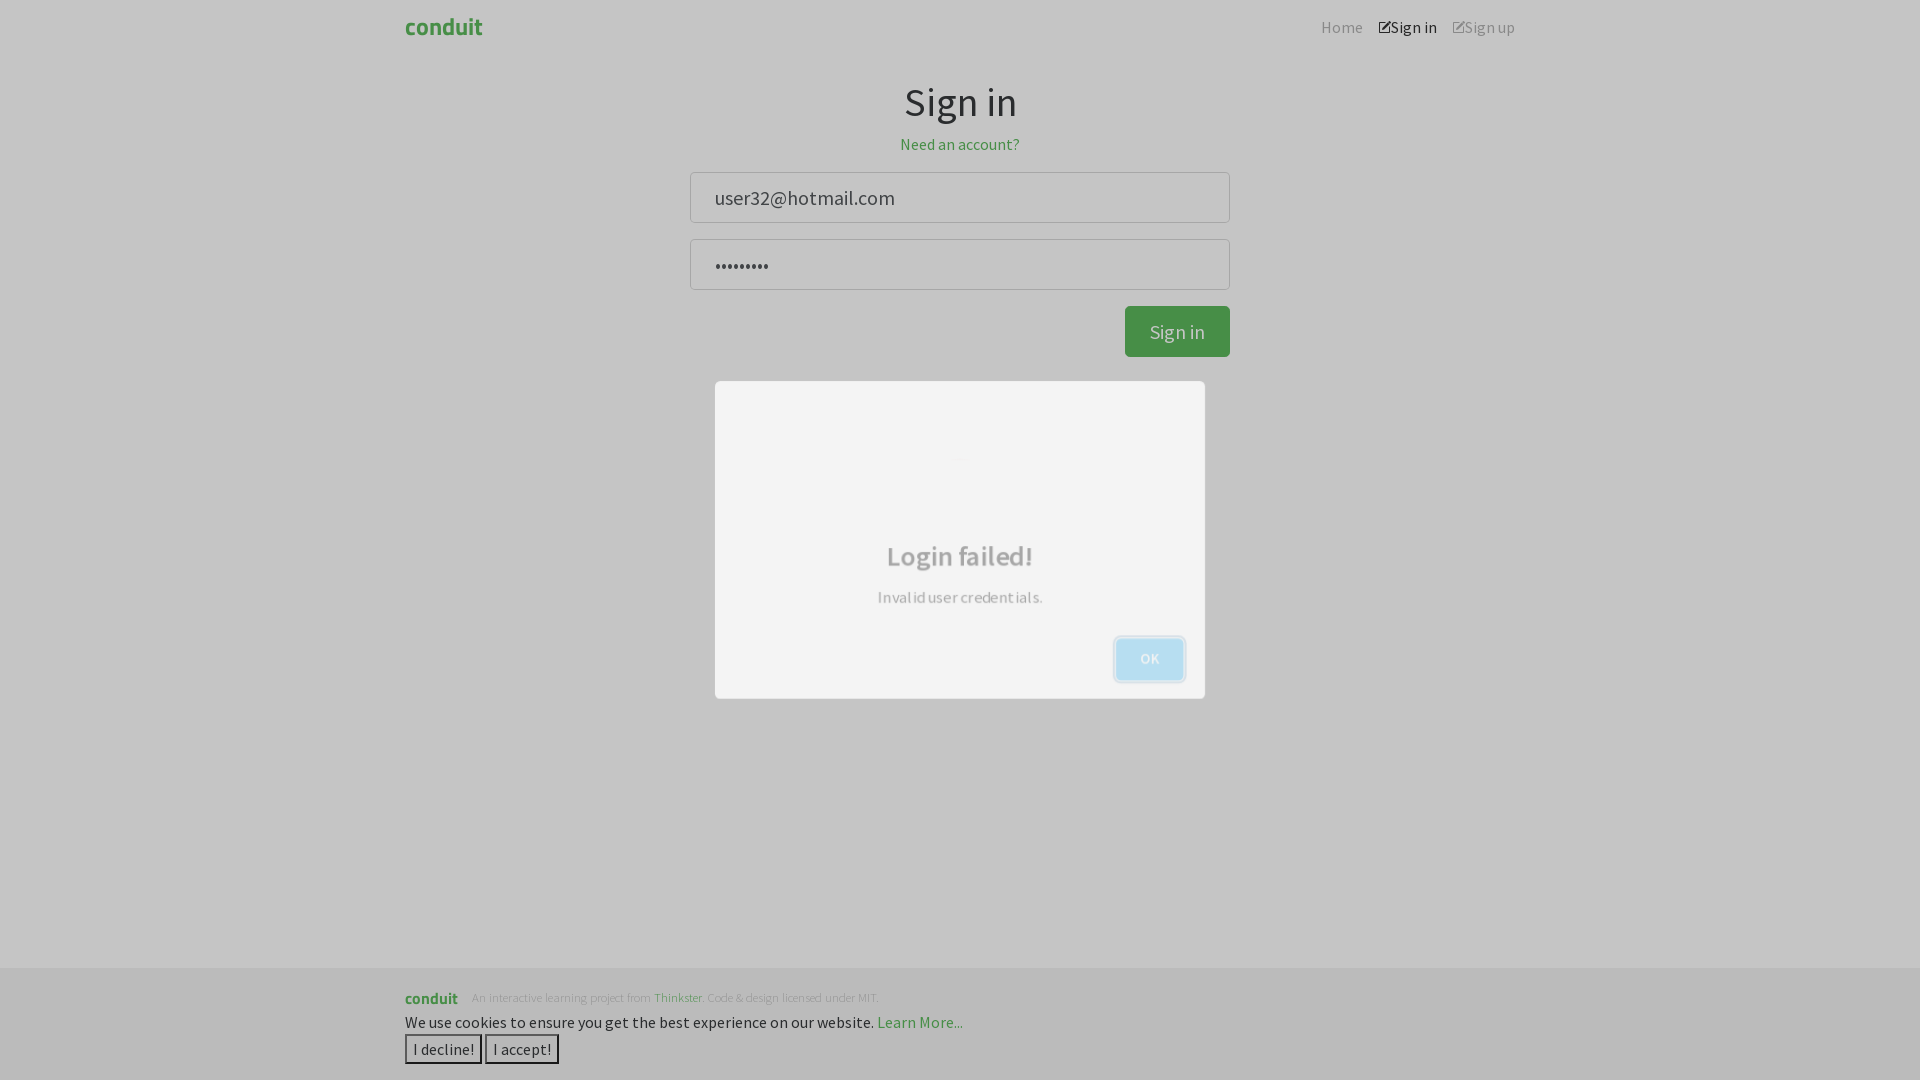 conduit
Home
Sign in
Sign up
Sign in
Need an account?
user32@hotmail.com
•••••••••
Sign in
Login failed!
Invalid user credentials.
OK
conduit An interactive learning project from Thinkster. Code & design licensed under MIT.
We use cookies to ensure you get the best experience on our website. Learn More...
I decline! I accept!